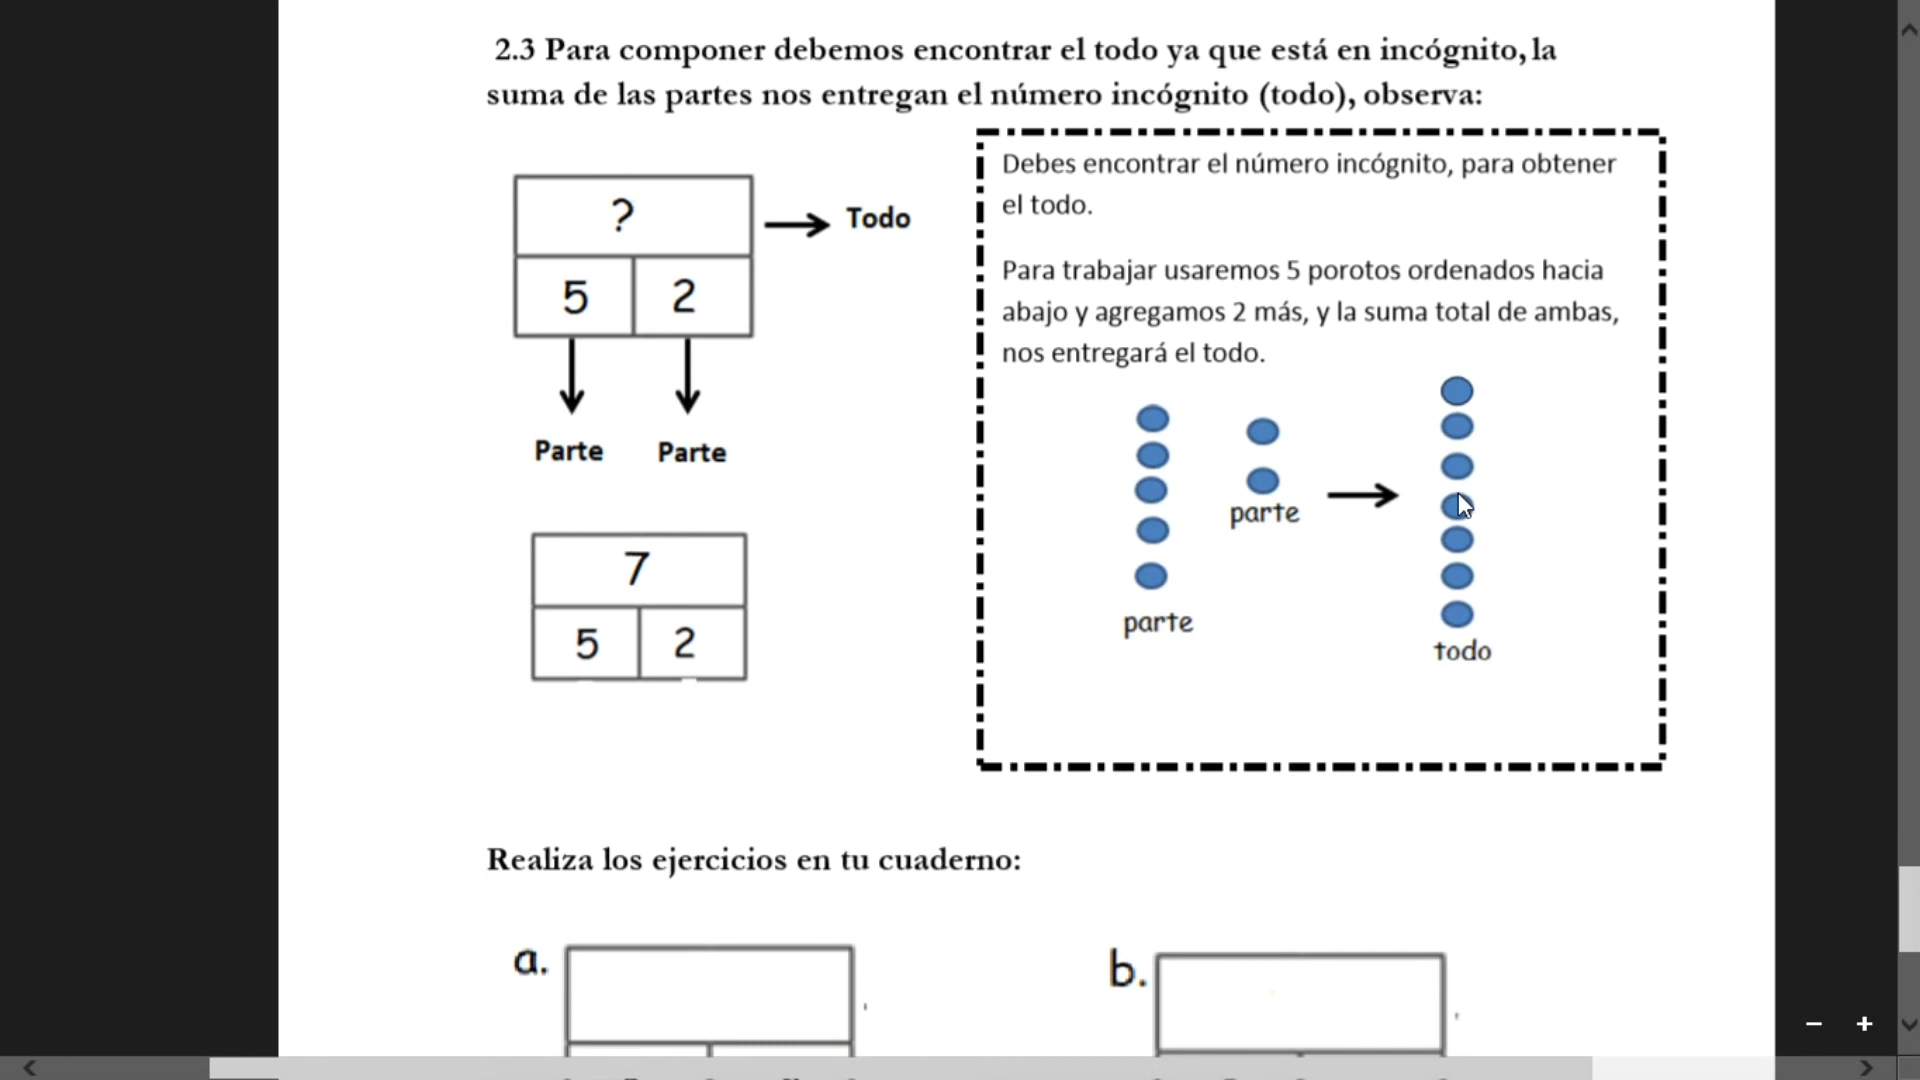 2.3 Para componer debemos encontrar el todo ya que está en incógnito, la
suma de las partes nos entregan el número incógnito (todo), observa:
?
Todo
5 2
Parte Parte
7
5 2
Debes encontrar el número incógnito, para obtener
el todo.
Para trabajar usaremos 5 porotos ordenados hacia
abajo y agregamos 2 más, y la suma total de ambas,
nos entregará el todo.
parte
parte
todo
Realiza los ejercicios en tu cuaderno:
a.
b.